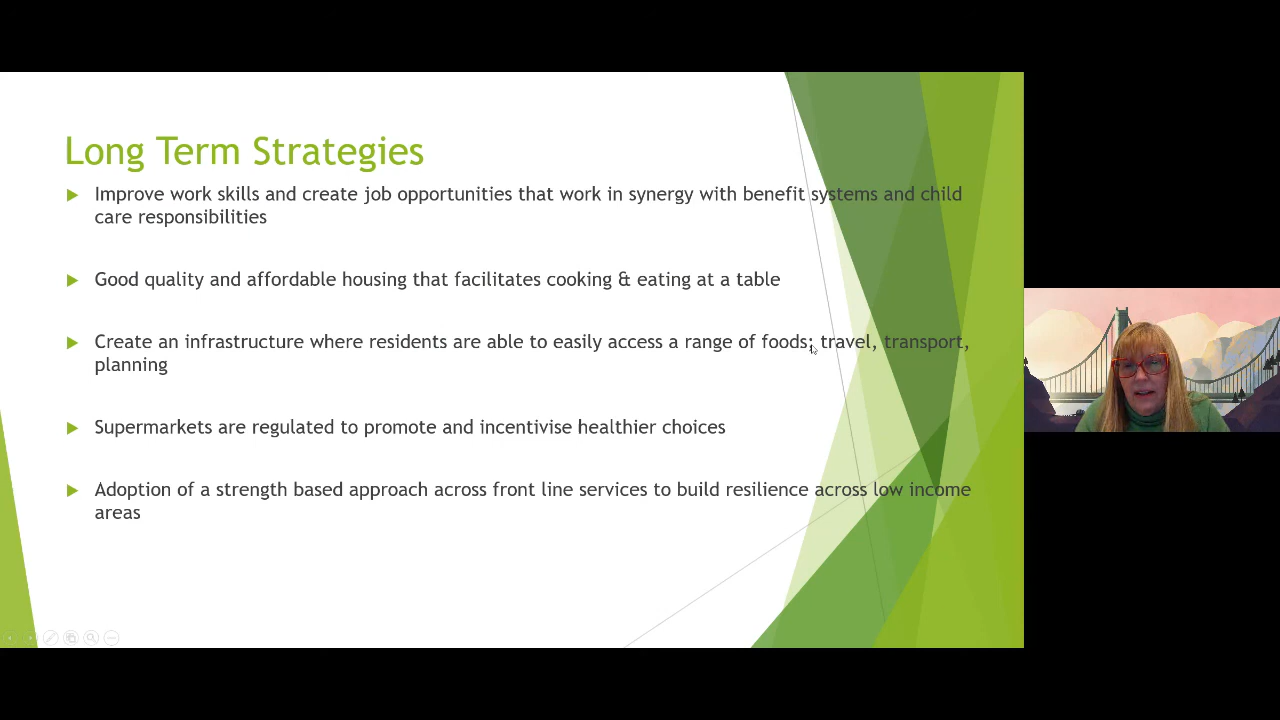 Long Term Strategies
Improve work skills and create job opportunities that work in synergy with benefit systems and child
care responsibilities
Good quality and affordable housing that facilitates cooking & eating at a table
Create an infrastructure where residents are able to easily access a range of foods; travel, transport,
planning
Supermarkets are regulated to promote and incentivise healthier choices
Adoption of a strength based approach across front line services to build resilience across low income
areas